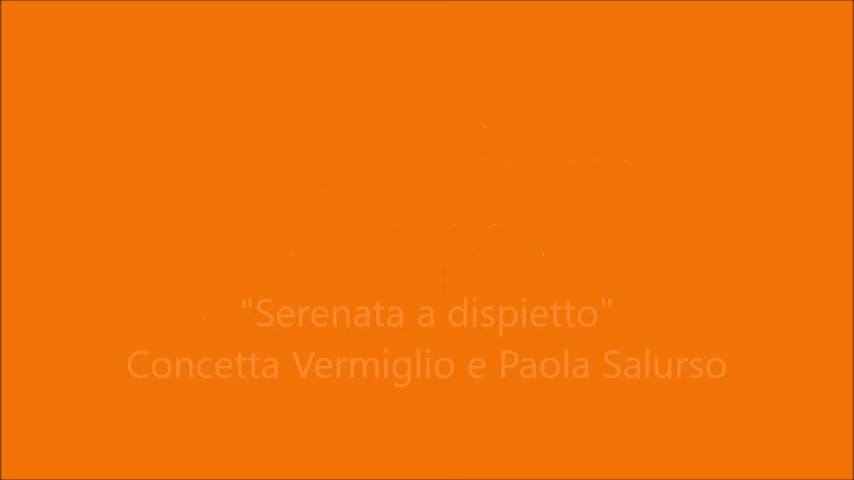 "Serenata a dispietto"
Concetta Vermiglio e Paola Salurso